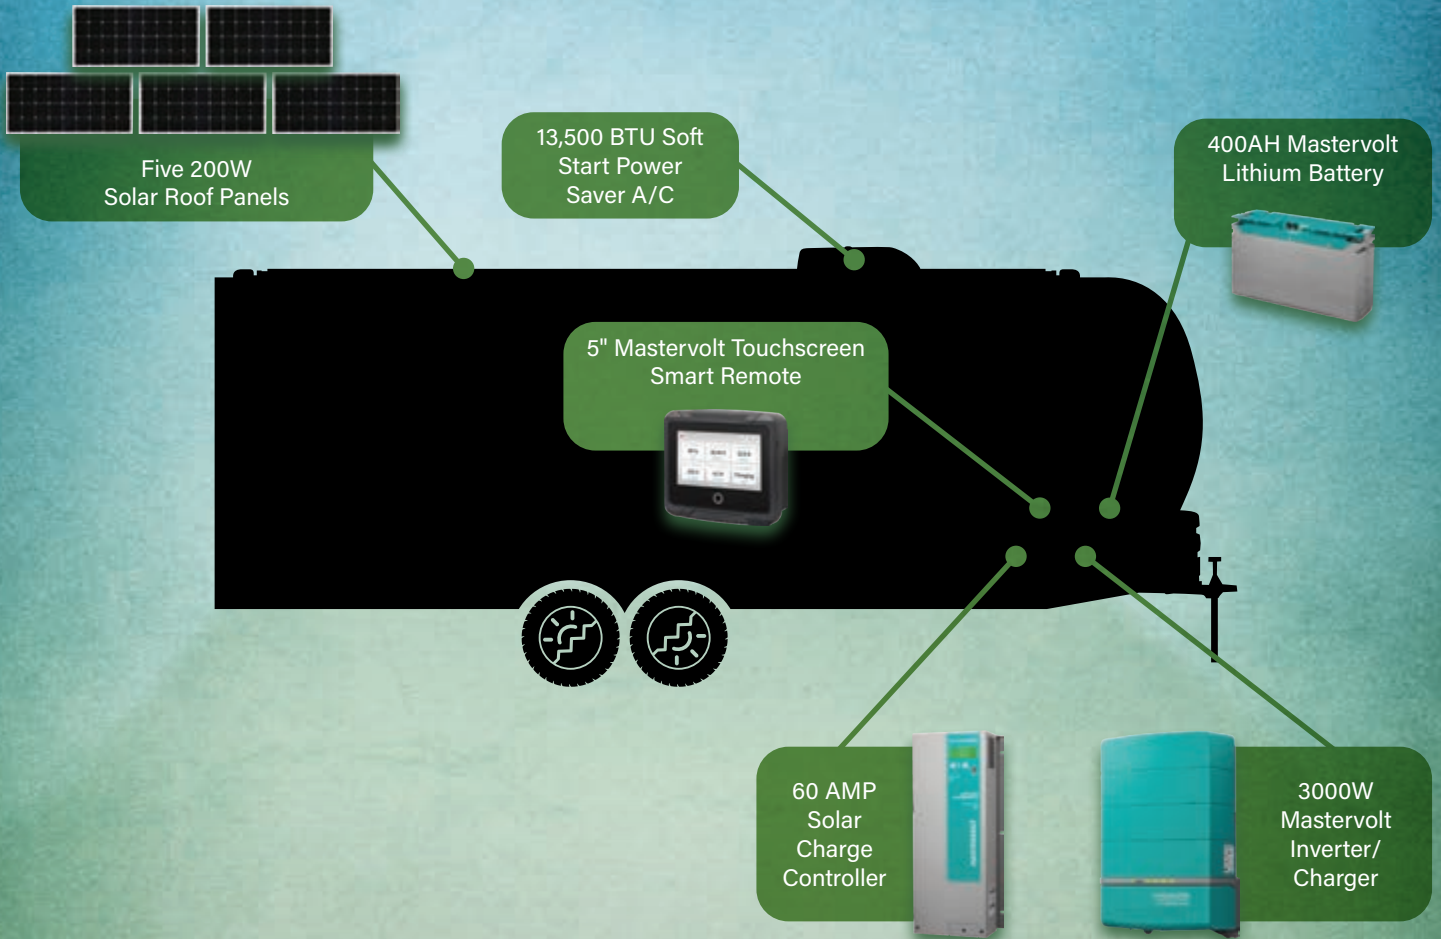 Five 200W
Solar Roof Panels
13,500 BTU Soft
Start Power
Saver A/C
400AH Mastervolt
Lithium Battery
5" Mastervolt Touchscreen
Smart Remote
60 AMP
Solar
Charge
Controller
3000W
Mastervolt
Inverter/
Charger